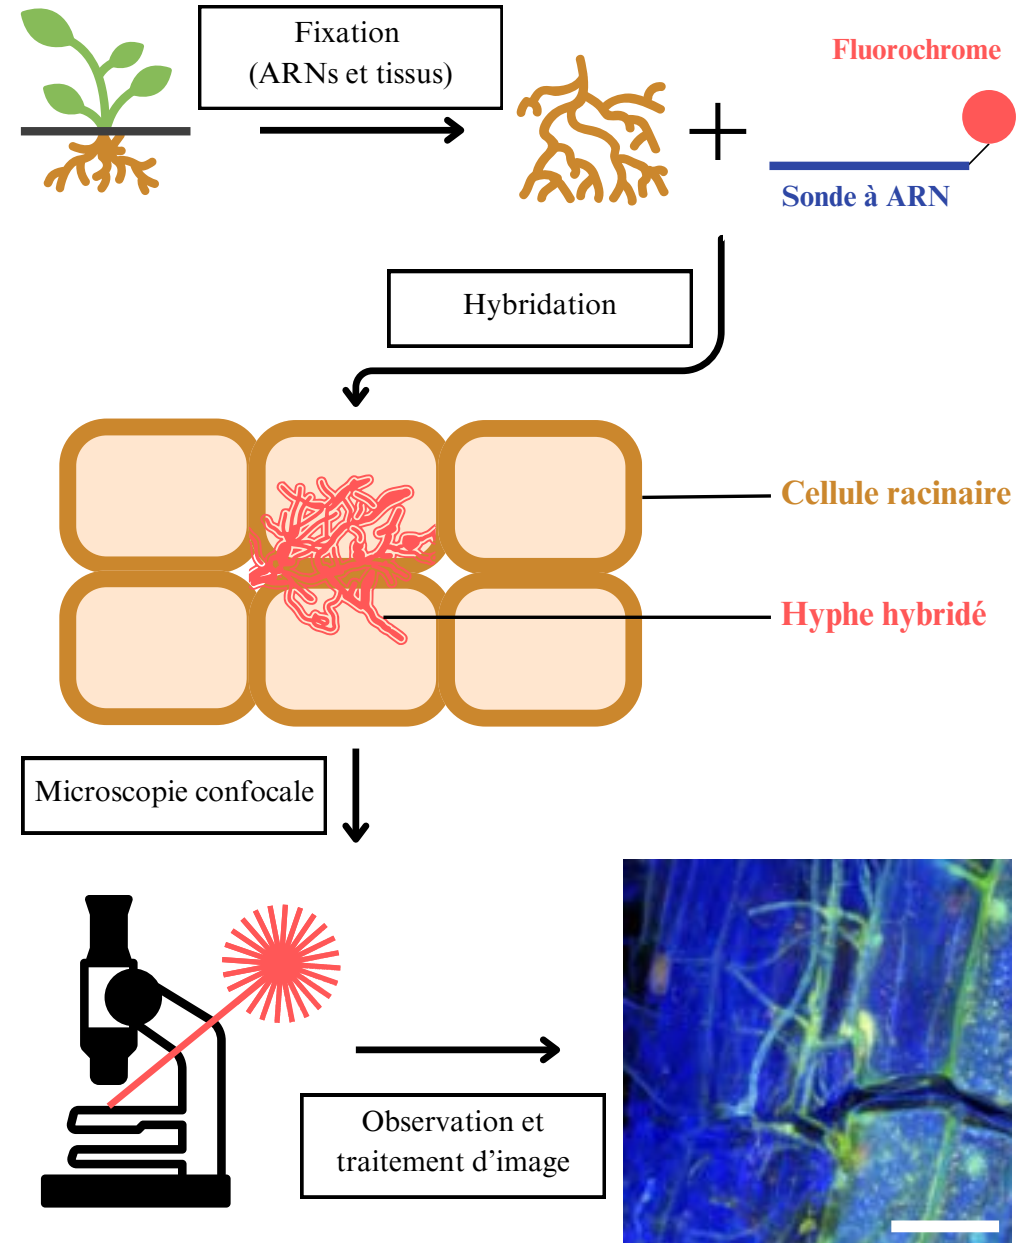 Fixation
(ARNs et tissus)
Fluorochrome
Sonde à ARN
Hybridation
Cellule racinaire
Hyphe hybridé
Microscopie confocale
Observation et
traitement d'image